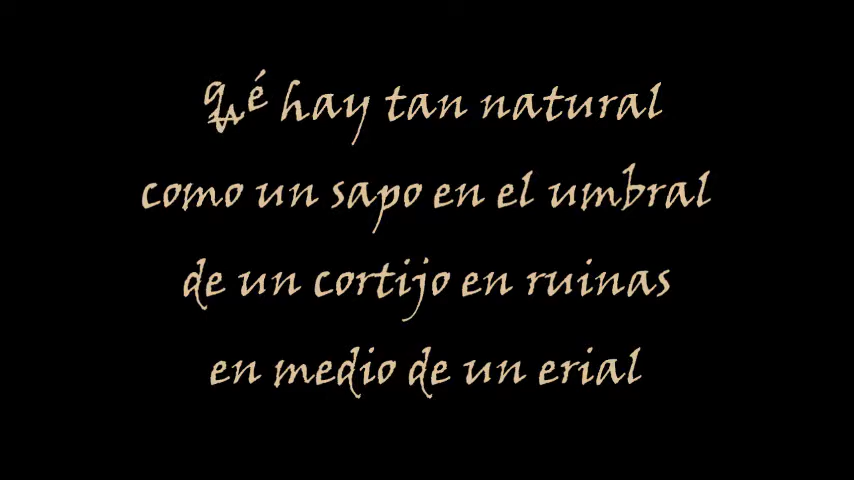 qué hay tan natural
como un sapo en el umbral
de un cortijo en ruinas
en medio de un erial